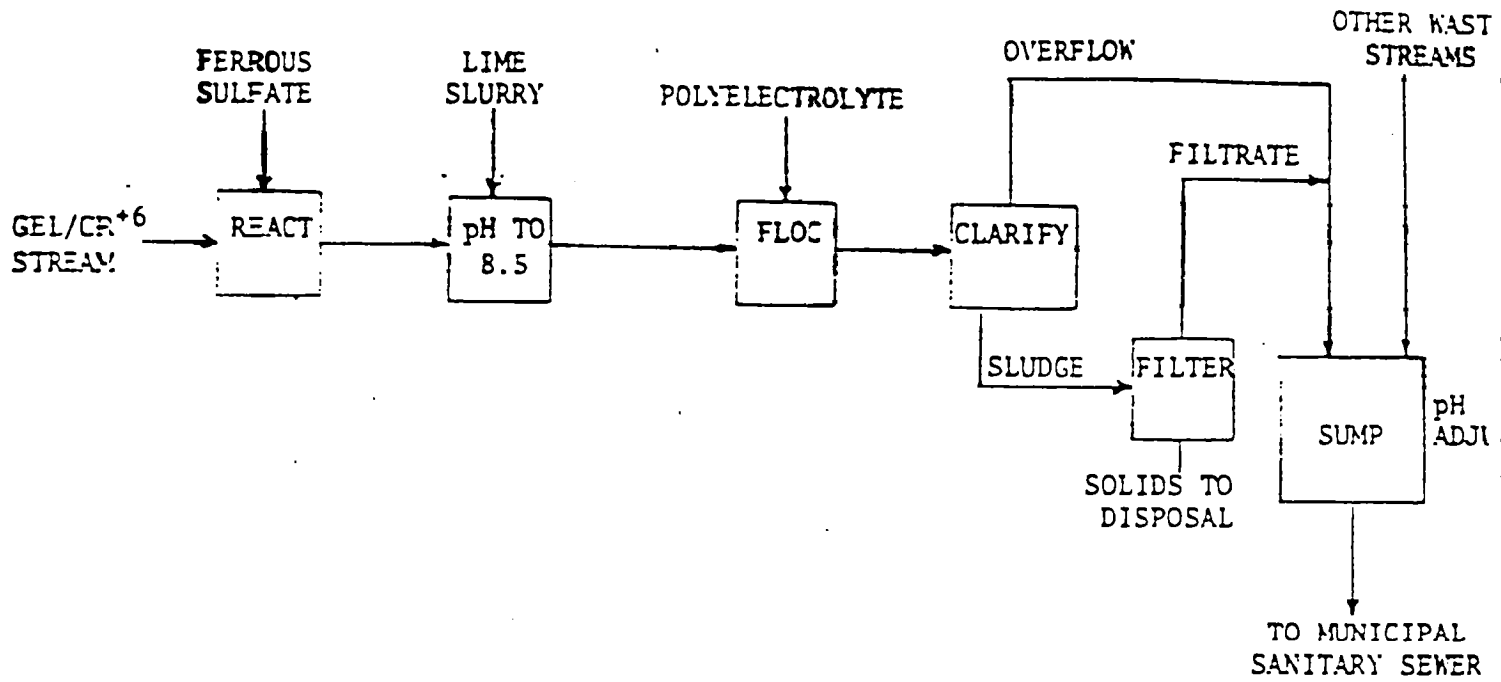 OTHER WAST
STREAMS
OVERFLOW
FERROUS
SULFATE
LIME
SLURRY
POLYELECTROLYTE
FILTRATE
GEL/CR+6
STREAM
REACT
pH TO
8.5
FLOC
CLARIFY
SLUDGE
FILTER
SUMP
pH
ADJU
SOLIDS TO
DISPOSAL
TO MUNICIPAL
SANITARY SEWER